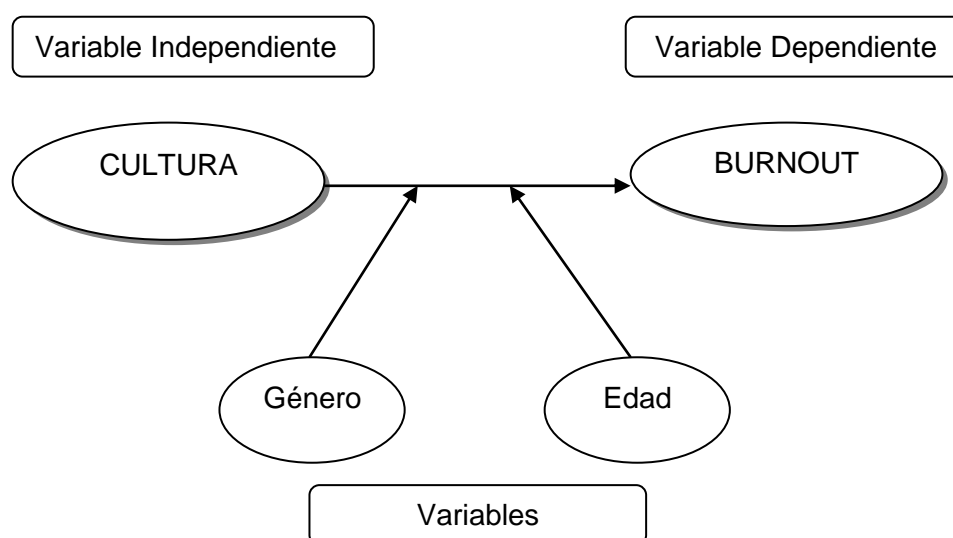 Variable Independiente
Variable Dependiente
CULTURA
BURNOUT
Género
Edad
Variables